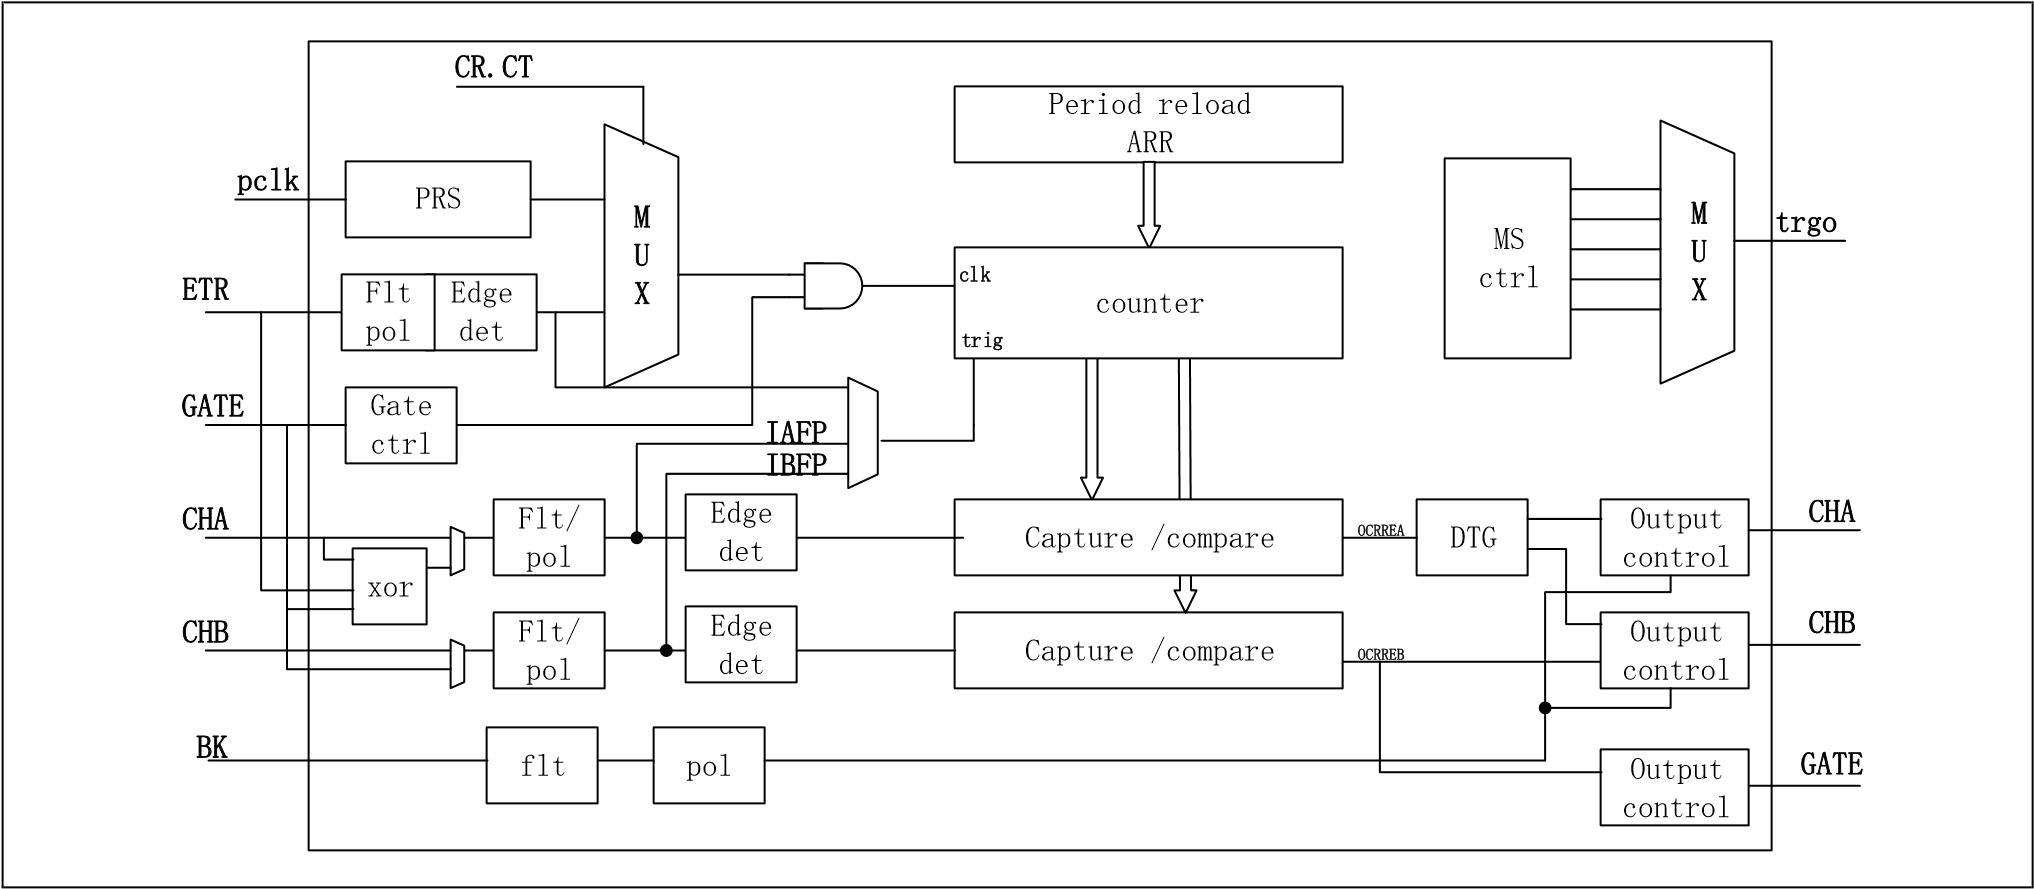 CR.CT
Period reload
ARR
pclk
PRS
M
U
X
M
U
X
MS
ctrl
trgo
ETR
Flt
pol
Edge
det
clk
counter
trig
GATE
Gate
ctrl
IAFP
IBFP
CHA
Flt/
pol
Edge
det
Capture /compare
OCRREA
DTG
Output
control
CHA
xor
CHB
Flt/
pol
Edge
det
Capture /compare
OCRREB
Output
control
CHB
BK
flt
pol
Output
control
GATE